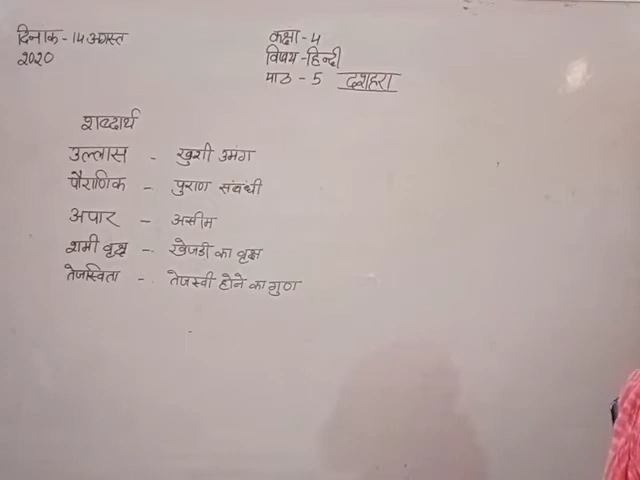 दिनाक - 14 अगस्त
2020
कक्षा - 4
विषय - हिन्दी
पाठ - 5 दशहरा
शब्दार्थ
उल्लास - खुशी उमंग
पौराणिक - पुराण संबंधी
अपार - असीम
शमी वृक्ष - खेजडी का वृक्ष
तेजस्विता - तेजस्वी होने का गुण